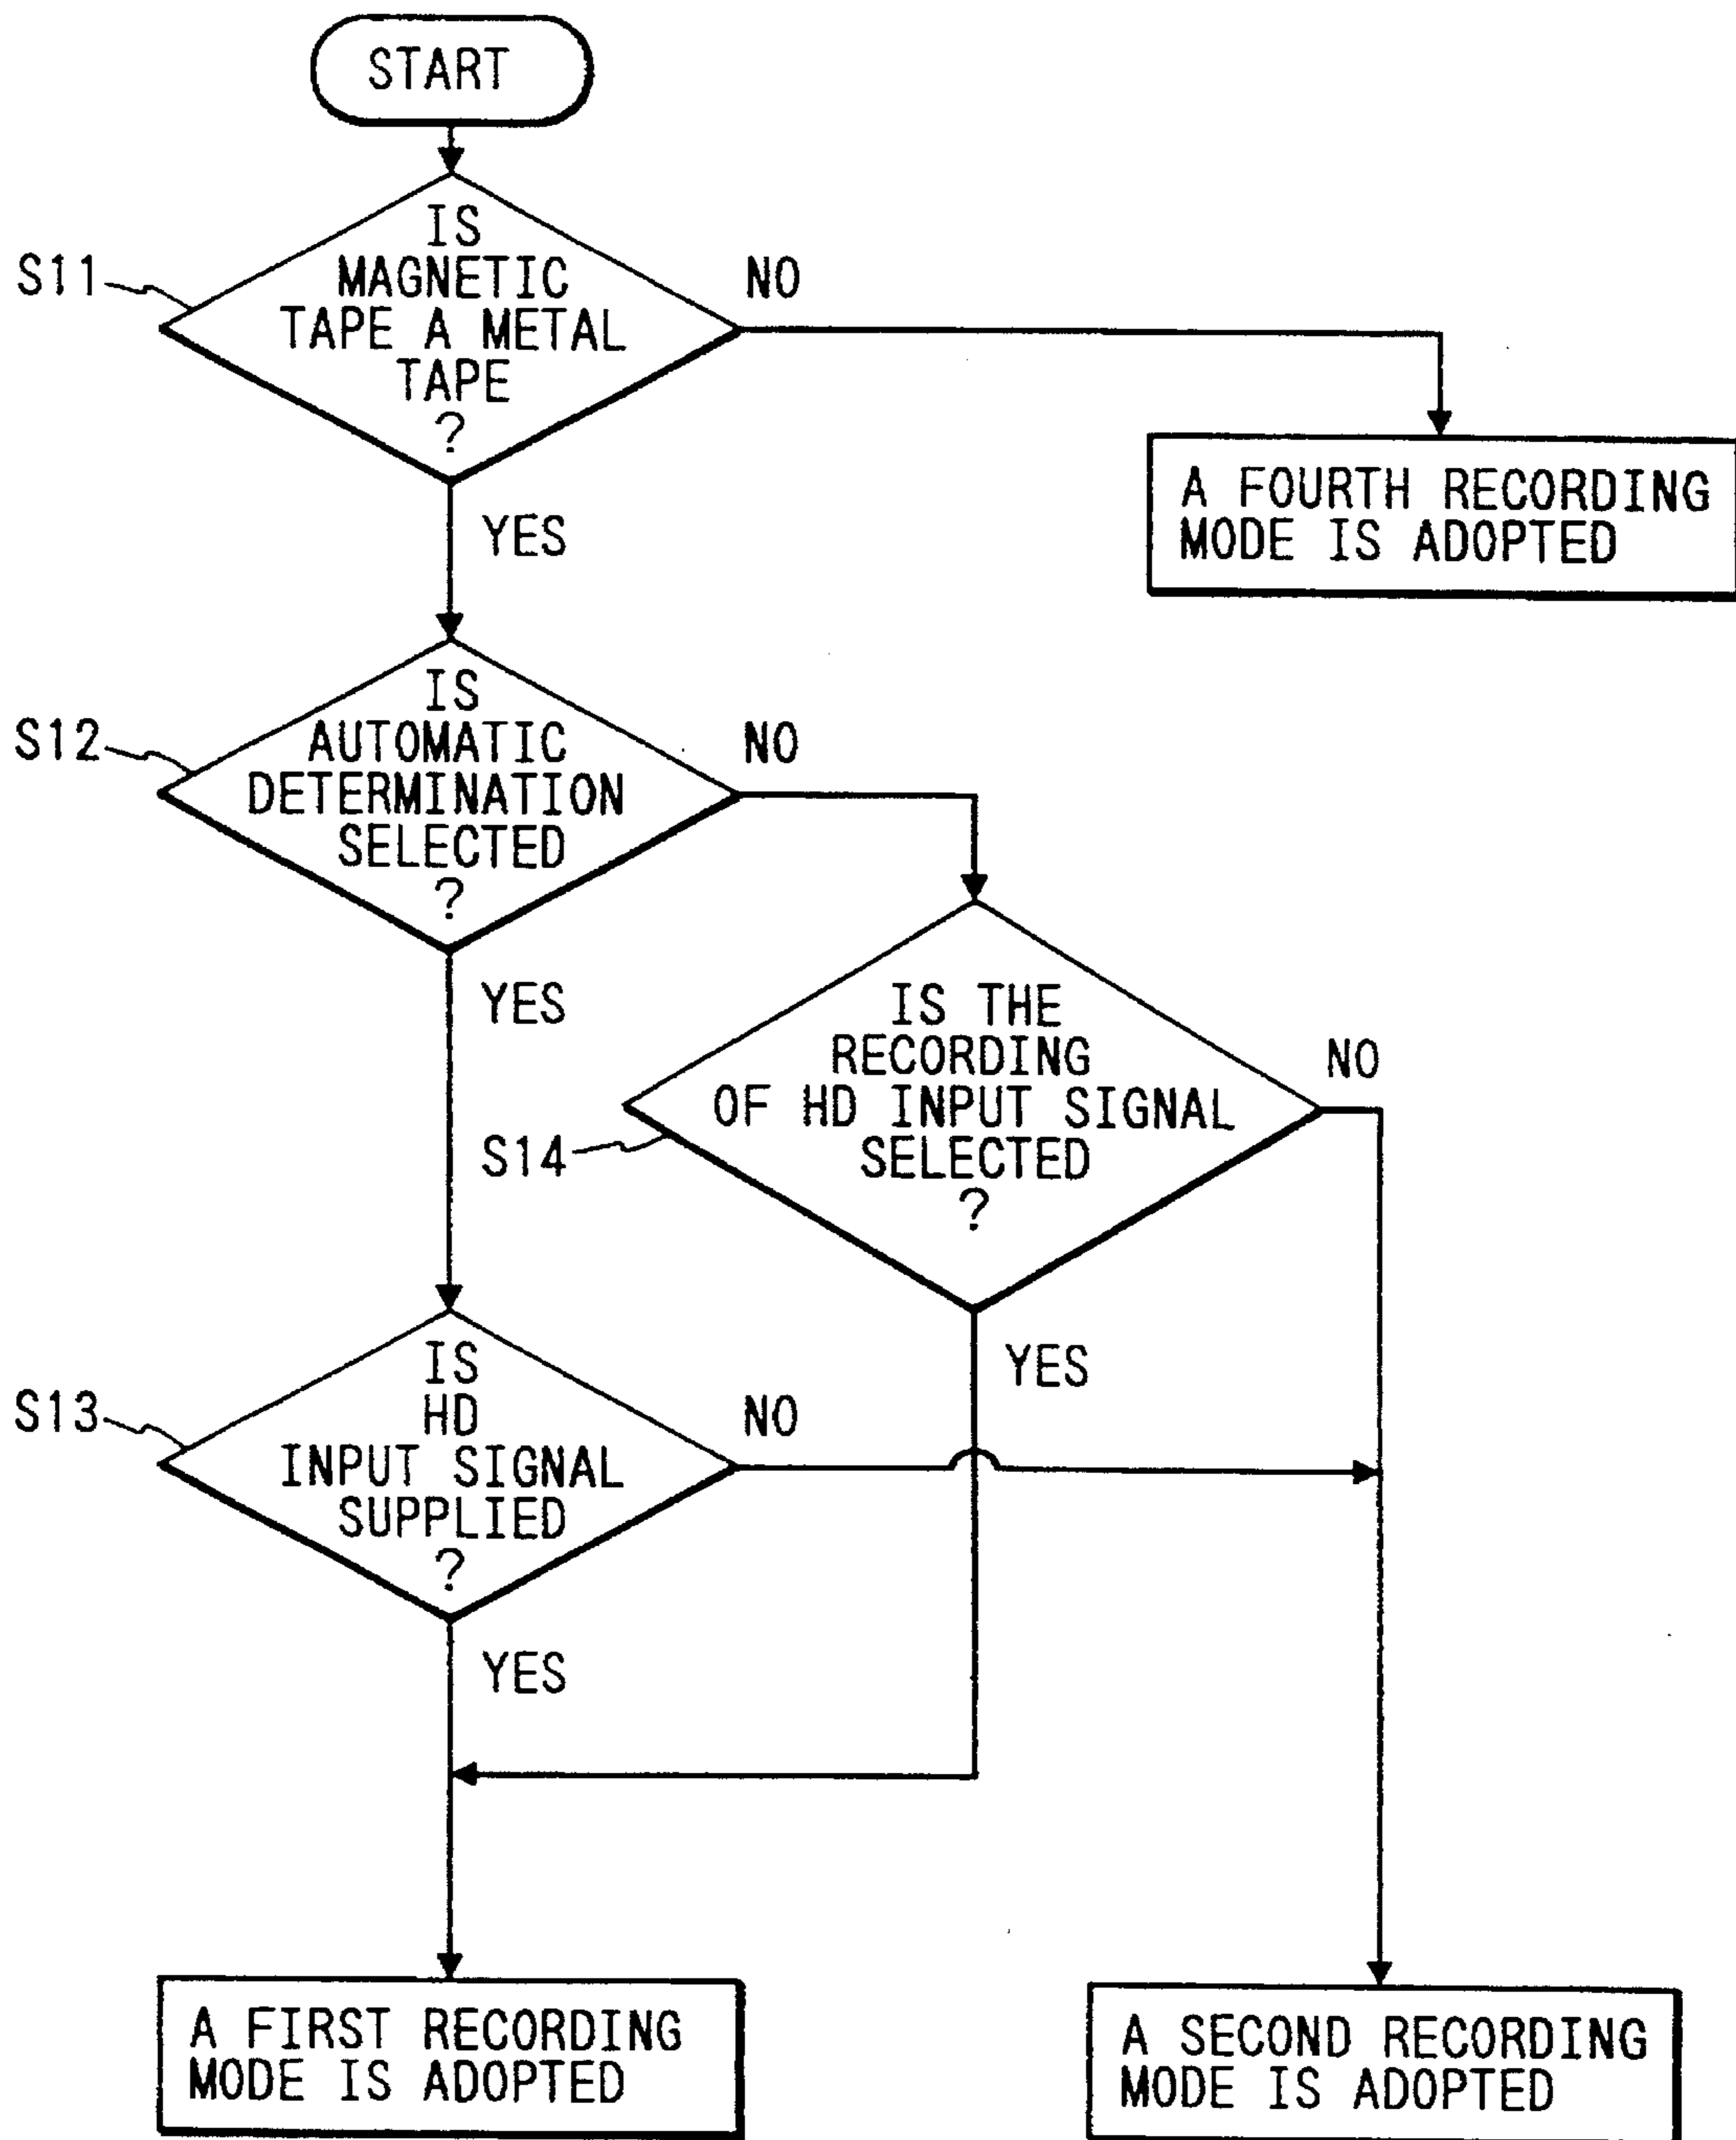 START
IS
MAGNETIC
TAPE A METAL
TAPE
?
S11
NO
A FOURTH RECORDING
MODE IS ADOPTED
YES
IS
AUTOMATIC
DETERMINATION
SELECTED
?
S12
NO
YES
IS THE
RECORDING
OF HD INPUT SIGNAL
SELECTED
?
S14
NO
YES
IS
HD
INPUT SIGNAL
SUPPLIED
?
S13
NO
YES
A FIRST RECORDING
MODE IS ADOPTED
A SECOND RECORDING
MODE IS ADOPTED